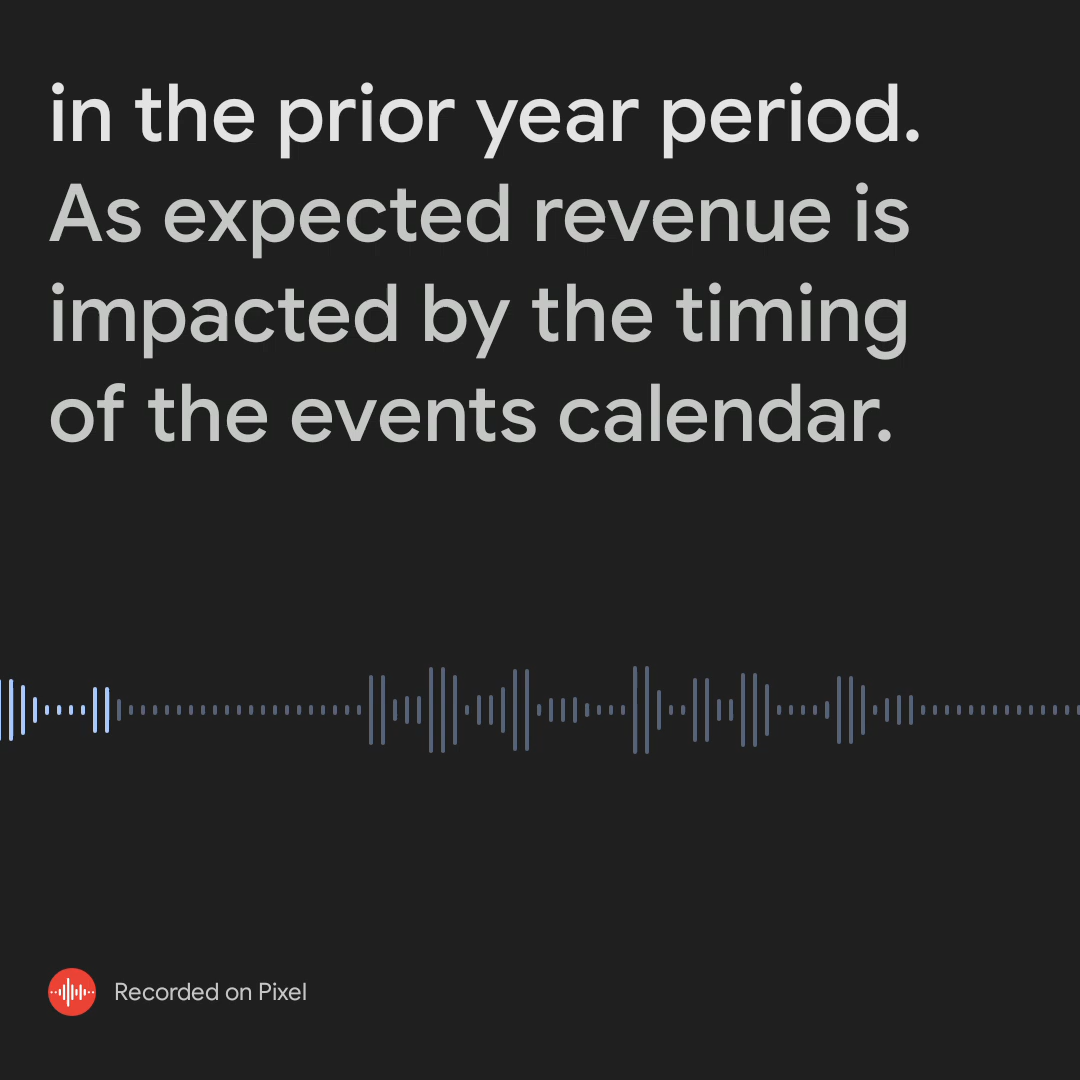 in the prior year period.
As expected revenue is
impacted by the timing
of the events calendar.
Recorded on Pixel